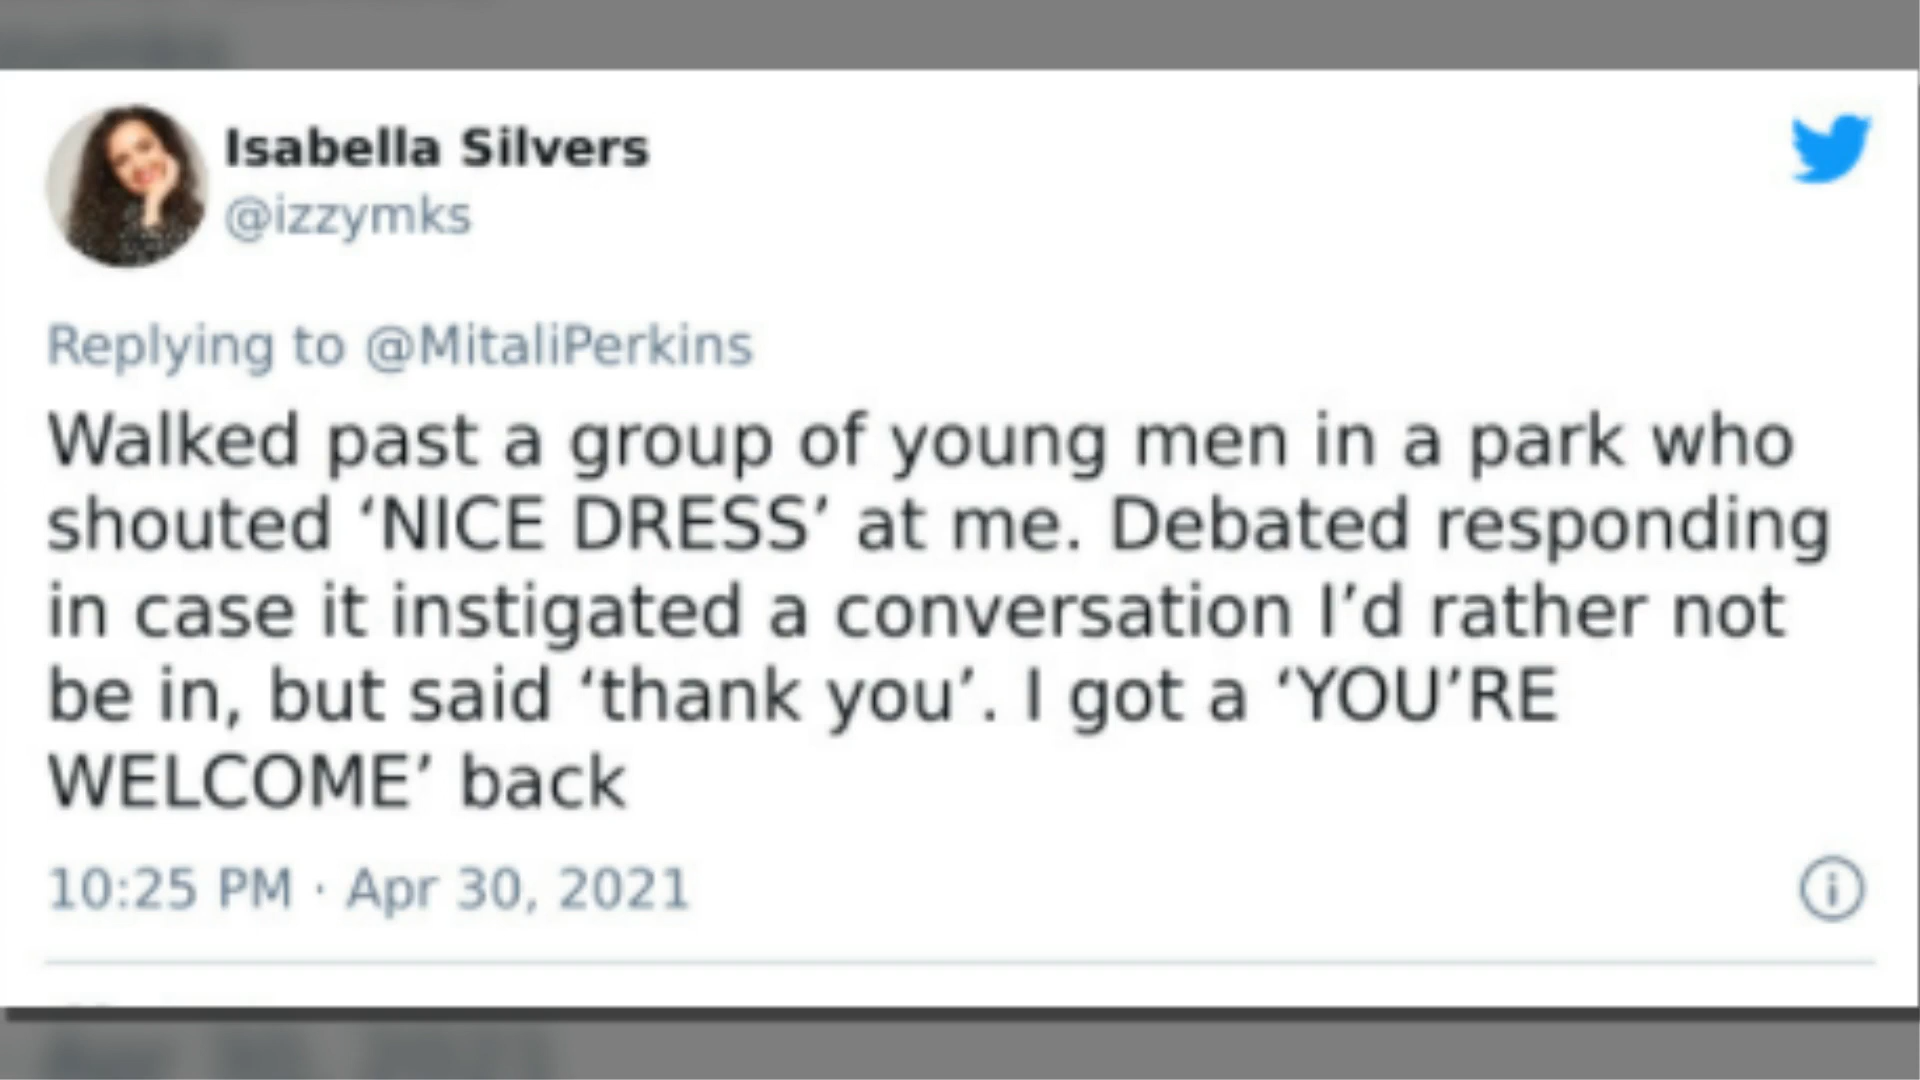 Isabella Silvers
@izzymks
Replying to @MitaliPerkins
Walked past a group of young men in a park who
shouted ‘NICE DRESS’ at me. Debated responding
in case it instigated a conversation I’d rather not
be in, but said ‘thank you’. I got a ‘YOU’RE
WELCOME’ back
10:25 PM · Apr 30, 2021